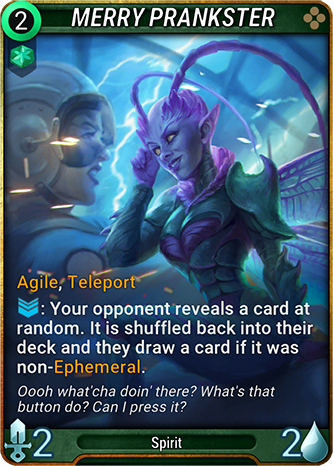 2
MERRY PRANKSTER
Agile, Teleport
: Your opponent reveals a card at
random. It is shuffled back into their
deck and they draw a card if it was
non-Ephemeral.
Oooh what'cha doin' there? What's that
button do? Can I press it?
2
Spirit
2